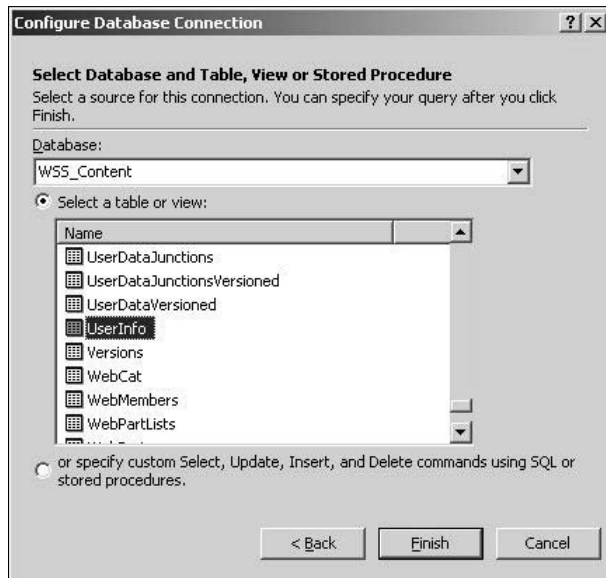 Configure Database Connection
Select Database and Table, View or Stored Procedure
Select a source for this connection. You can specify your query after you click
Finish.
Database:
WSS_Content
Select a table or view:
Name
UserDataJunctions
UserDataJunctionsVersioned
UserDataVersioned
UserInfo
Versions
WebCat
WebMembers
WebPartLists
or specify custom Select, Update, Insert, and Delete commands using SQL or
stored procedures.
< Back
Finish
Cancel